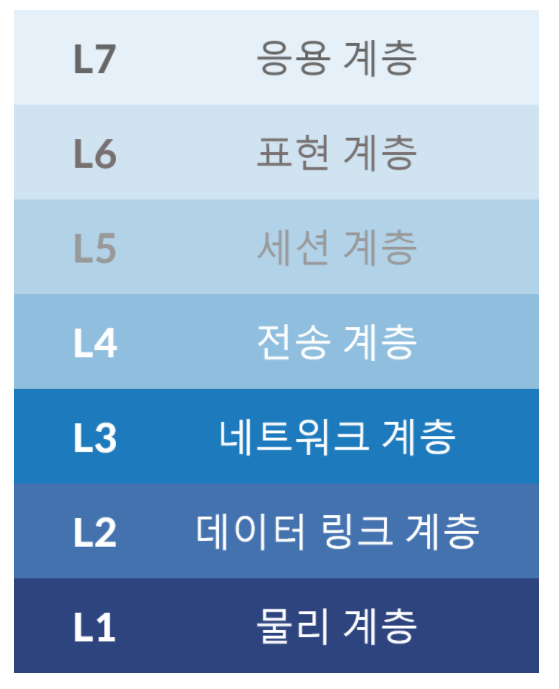 L7 응용 계층
L6 표현 계층
L5 세션 계층
L4 전송 계층
L3 네트워크 계층
L2 데이터 링크 계층
L1 물리 계층